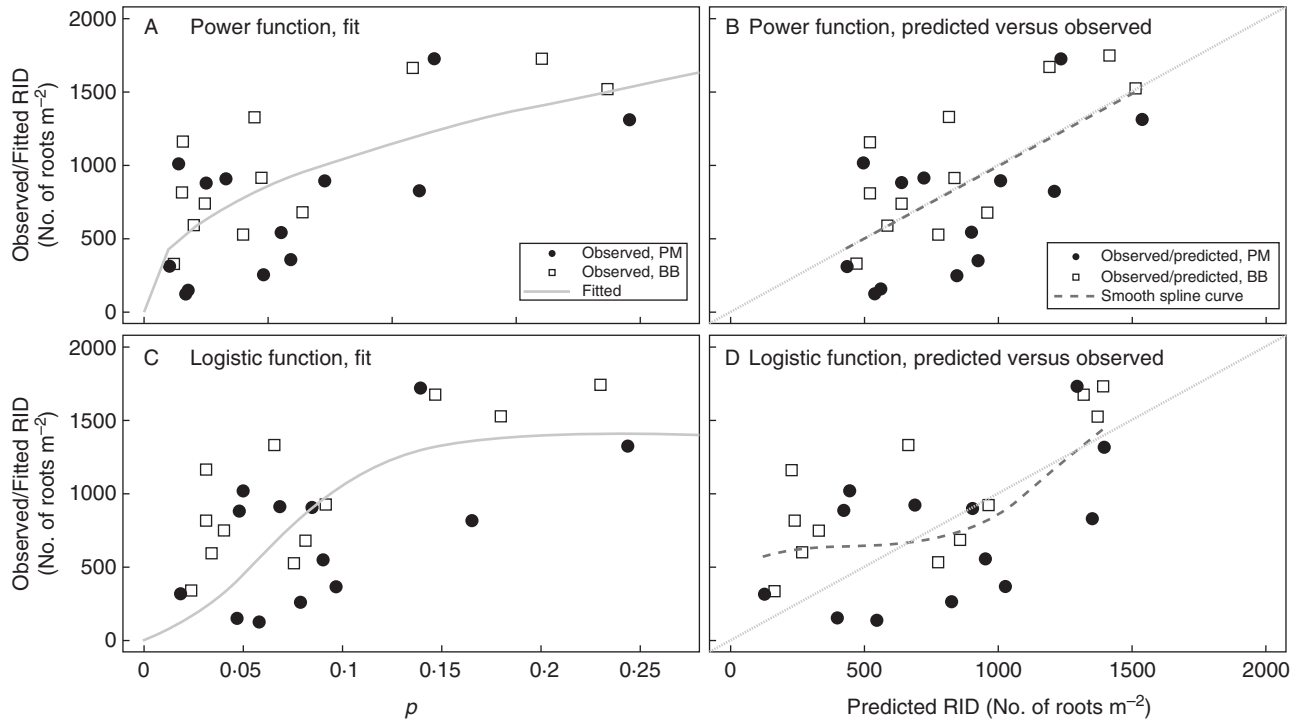 A Power function, fit
B Power function, predicted versus observed
2000
1500
1000
500
0
Observed/Fitted RID
(No. of roots m−2)
Observed, PM
Observed, BB
Fitted
Observed/predicted, PM
Observed/predicted, BB
Smooth spline curve
C Logistic function, fit
D Logistic function, predicted versus observed
2000
1500
1000
500
0
Observed/Fitted RID
(No. of roots m−2)
0 0·05 0·1 0·15 0·2 0·25
0 500 1000 1500 2000
p
Predicted RID (No. of roots m−2)